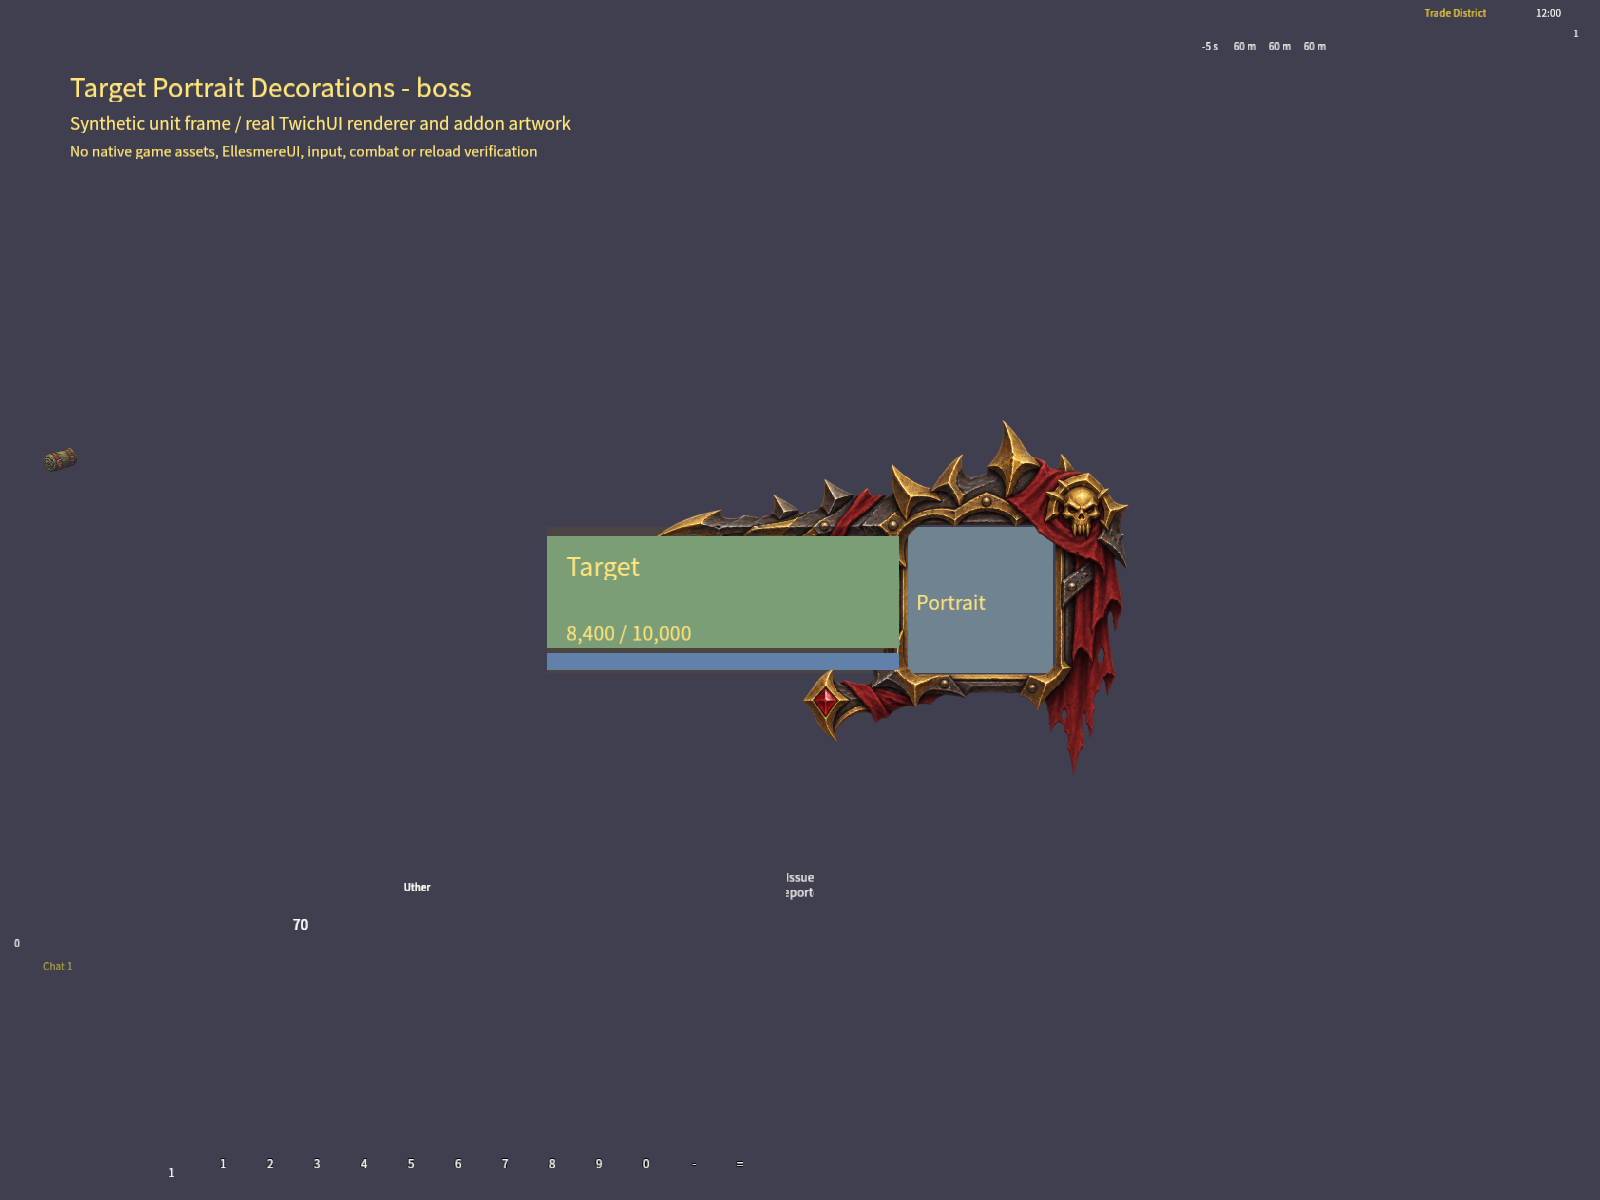 Trade District
12:00
1
-5 s
60 m
60 m
60 m
Target Portrait Decorations - boss
Synthetic unit frame / real TwichUI renderer and addon artwork
No native game assets, EllesmereUI, input, combat or reload verification
Target
Portrait
8,400 / 10,000
Issue
eport
Uther
70
0
Chat 1
1
1
2
3
4
5
6
7
8
9
0
-
=